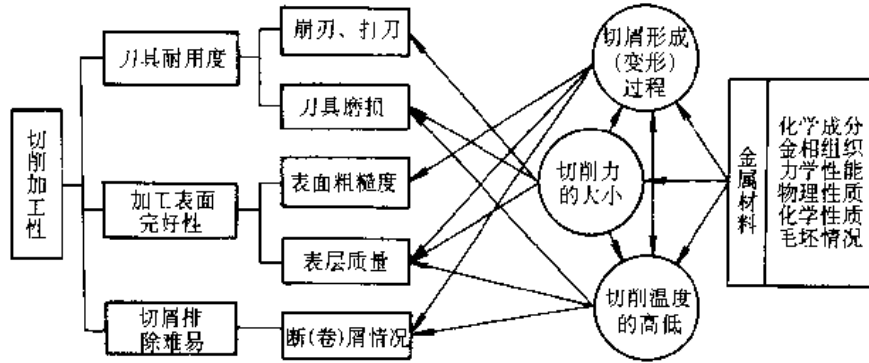 切削加工性
刀具耐用度
加工表面
完好性
切屑排
除难易
崩刃、打刀
刀具磨损
表面粗糙度
表层质量
断(卷)屑情况
切屑形成
(变形)
过程
切削力
的大小
切削温度
的高低
金属材料
化学成分
金相组织
力学性能
物理性质
化学性质
毛坯情况